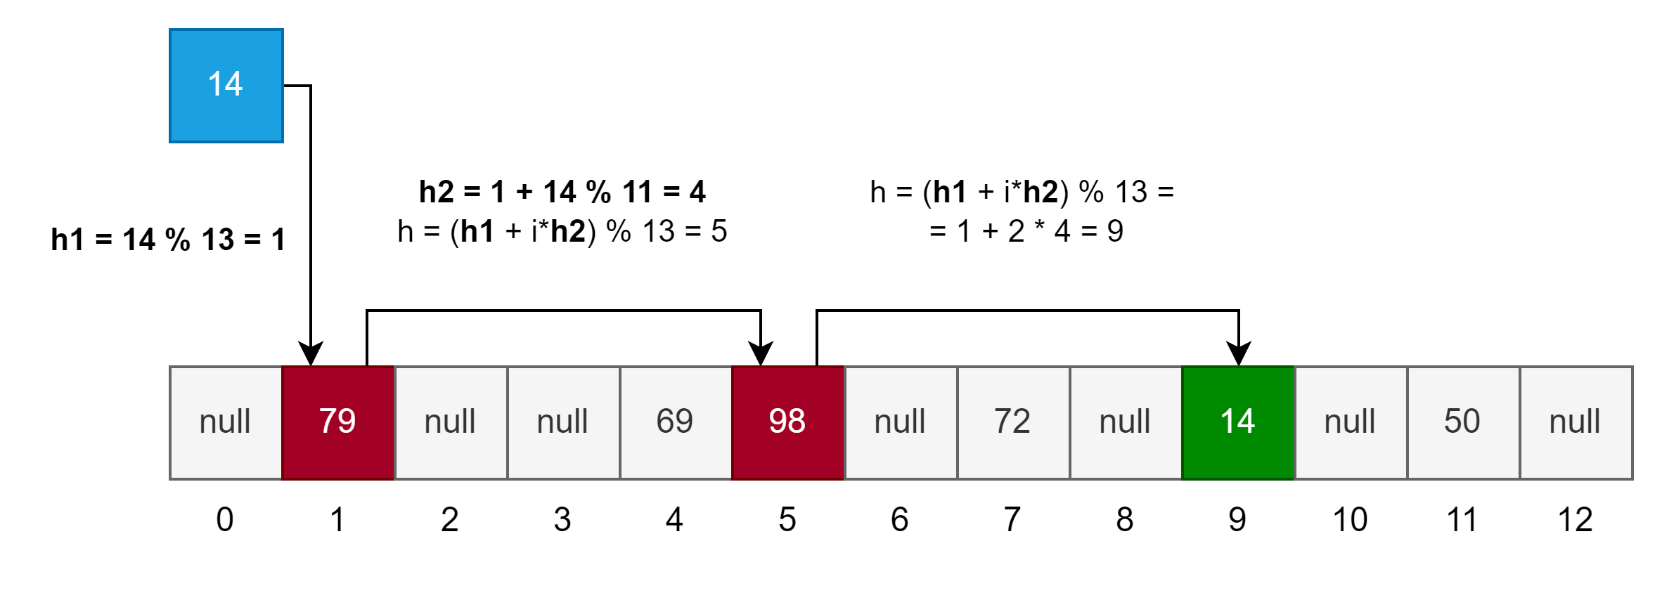 14
h2 = 1 + 14 % 11 = 4
h = (h1 + i*h2) % 13 = 5
h = (h1 + i*h2) % 13 =
= 1 + 2 * 4 = 9
h1 = 14 % 13 = 1
null 79 null null 69 98 null 72 null 14 null 50 null
0 1 2 3 4 5 6 7 8 9 10 11 12